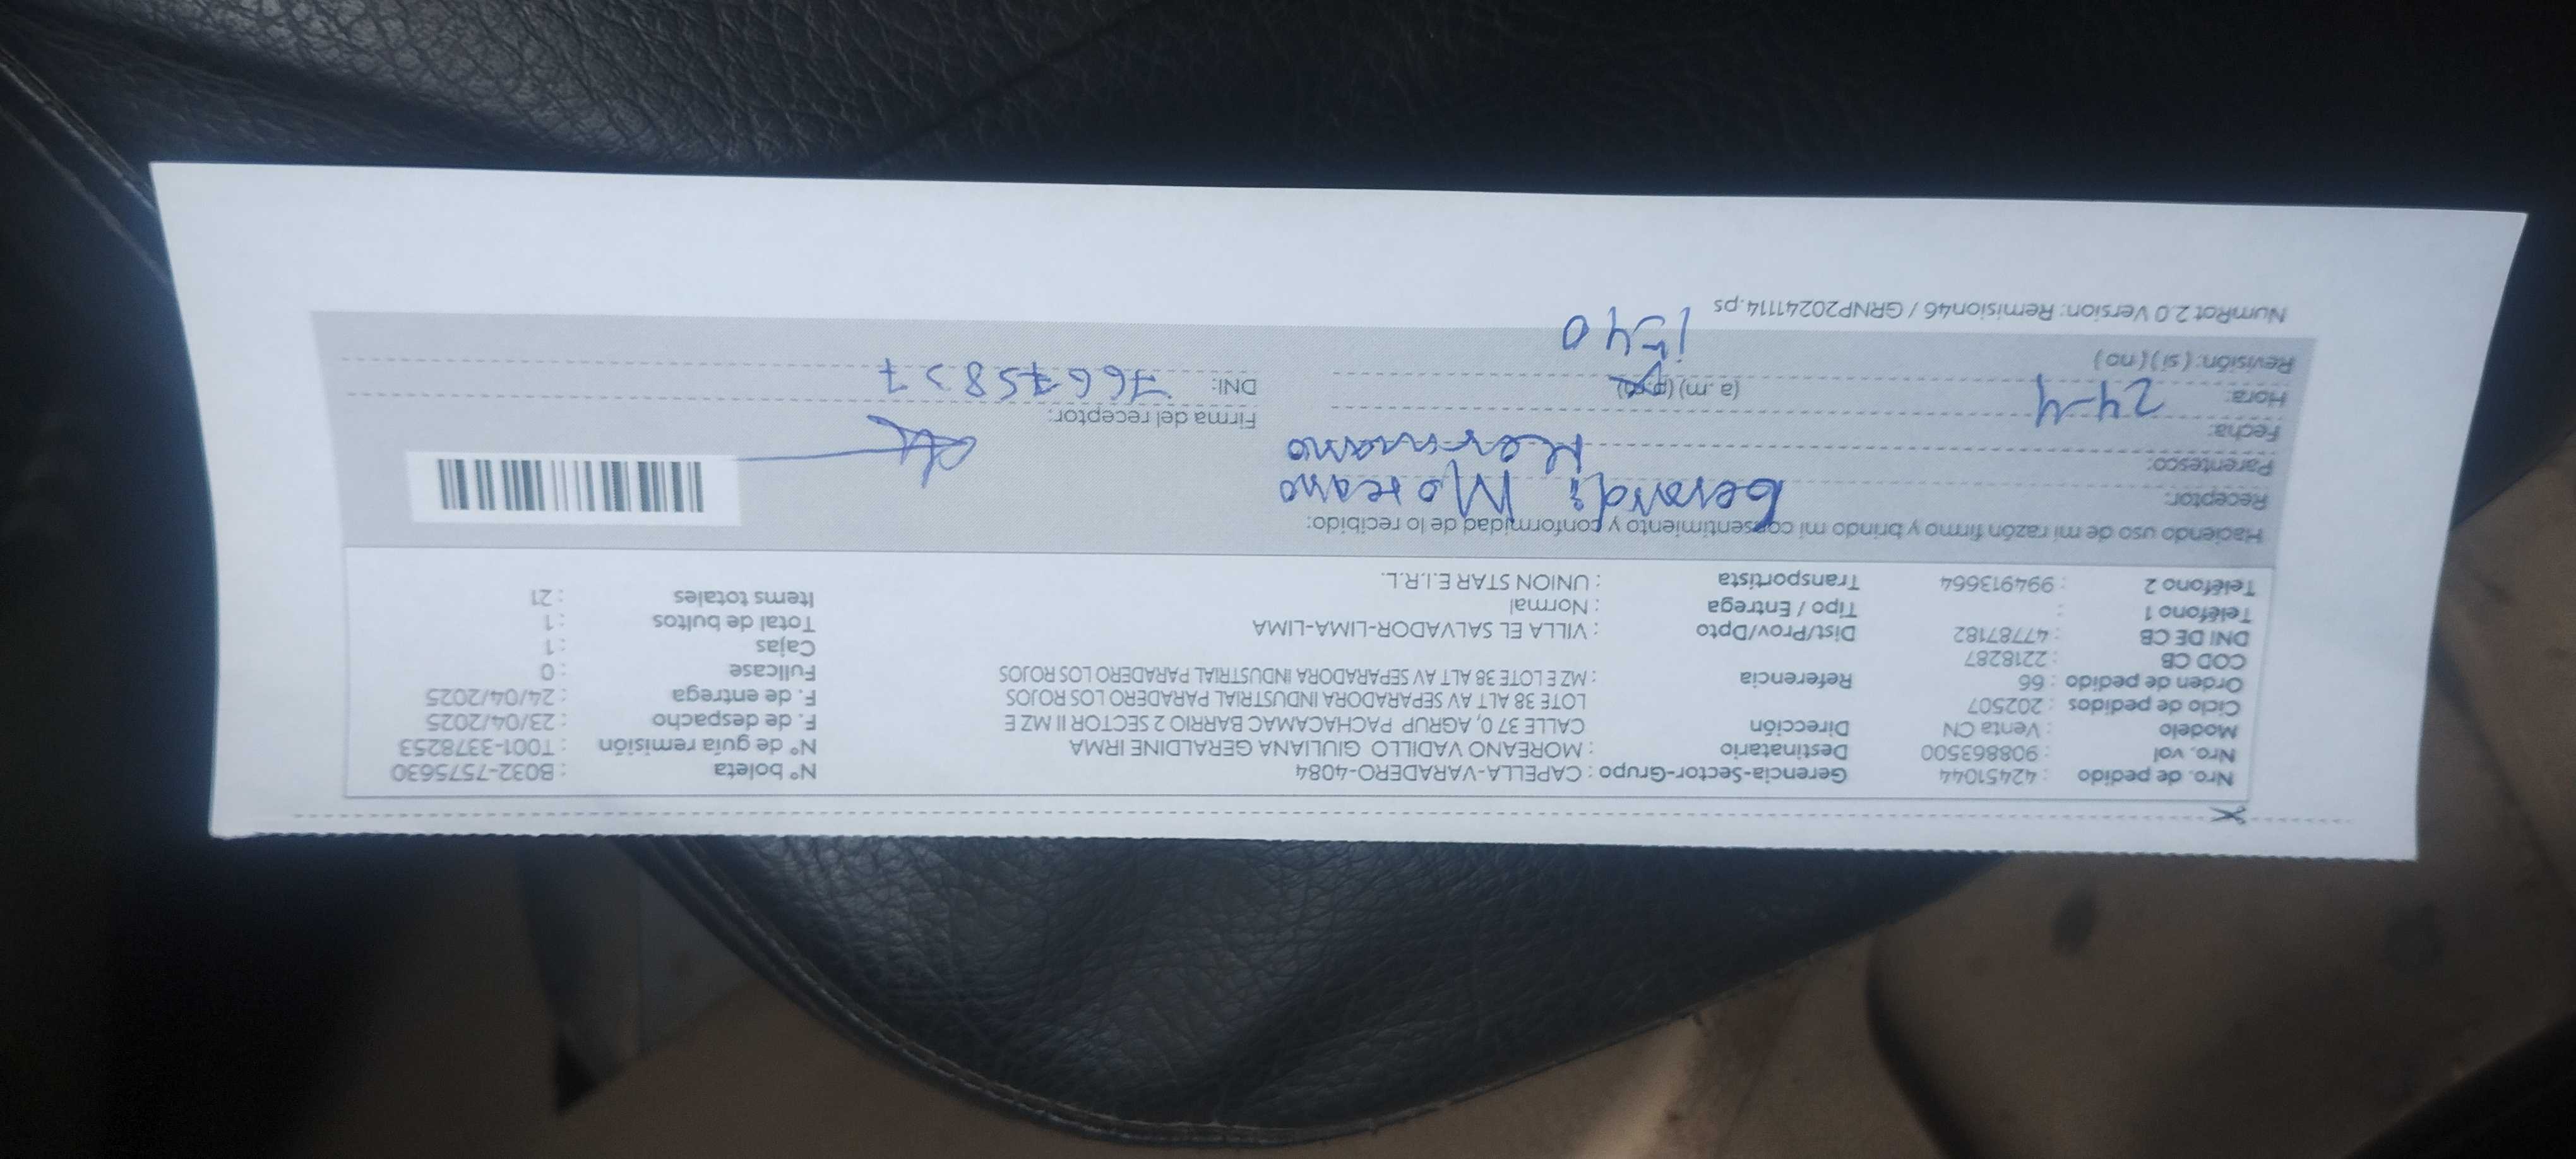 Nro. de pedido : 42451044 Gerencia-Sector-Grupo : CAPELLA-VARADERO-4084 Nº boleta : B032-7575630
Nro. vol : 908863500 Destinatario : MOREANO VADILLO GIULIANA GERALDINE IRMA Nº de guía remisión : T001-3378253
Modelo : Venta CN Dirección CALLE 37 0, AGRUP PACHACAMAC BARRIO 2 SECTOR II MZ E F. de despacho : 23/04/2025
Ciclo de pedidos : 202507 LOTE 38 ALT AV SEPARADORA INDUSTRIAL PARADERO LOS ROJOS F. de entrega : 24/04/2025
Orden de pedido : 66 Referencia : MZ E LOTE 38 ALT AV SEPARADORA INDUSTRIAL PARADERO LOS ROJOS Fullcase : 0
COD CB : 2218287 Cajas : 1
DNI DE CB : 47787182 Dist/Prov/Dpto : VILLA EL SALVADOR-LIMA-LIMA Total de bultos : 1
Teléfono 1 : Tipo / Entrega : Normal Items totales : 21
Teléfono 2 : 994913664 Transportista : UNION STAR E.I.R.L.
Haciendo uso de mi razón firmo y brindo mi consentimiento y conformidad de lo recibido:
Receptor: Moreano
Parentesco: Hermano
Fecha: 24-4 Firma del receptor:
Hora: (a .m) (p.m) DNI:
Revisión: ( si ) ( no ) 1540
NumRot 2.0 Version: Remision46 / GRNP20241114.ps